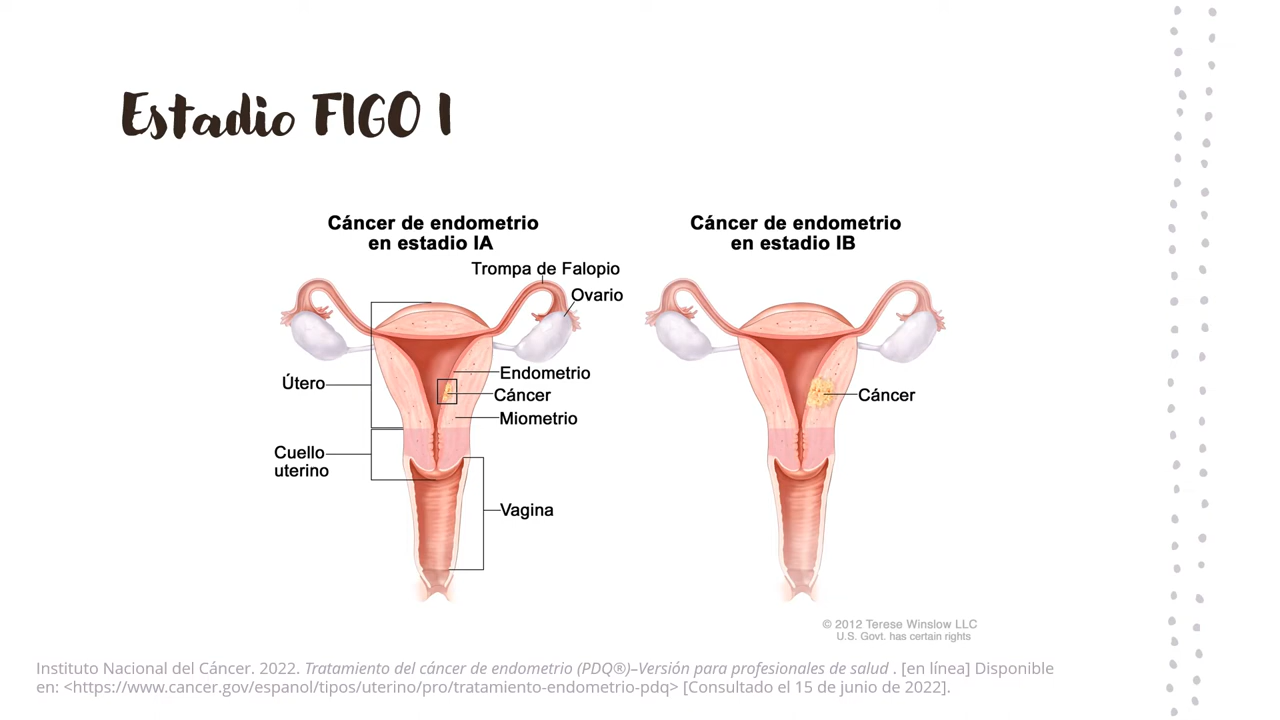 Estadio FIGO I
Cáncer de endometrio
en estadio IA
Cáncer de endometrio
en estadio IB
Trompa de Falopio
Ovario
Útero
Endometrio
Cáncer
Miometrio
Cuello
uterino
Vagina
Cáncer
© 2012 Terese Winslow LLC
U.S. Govt. has certain rights
Instituto Nacional del Cáncer. 2022. Tratamiento del cáncer de endometrio (PDQ®)–Versión para profesionales de salud . [en línea] Disponible
en: <https://www.cancer.gov/espanol/tipos/uterino/pro/tratamiento-endometrio-pdq> [Consultado el 15 de junio de 2022].